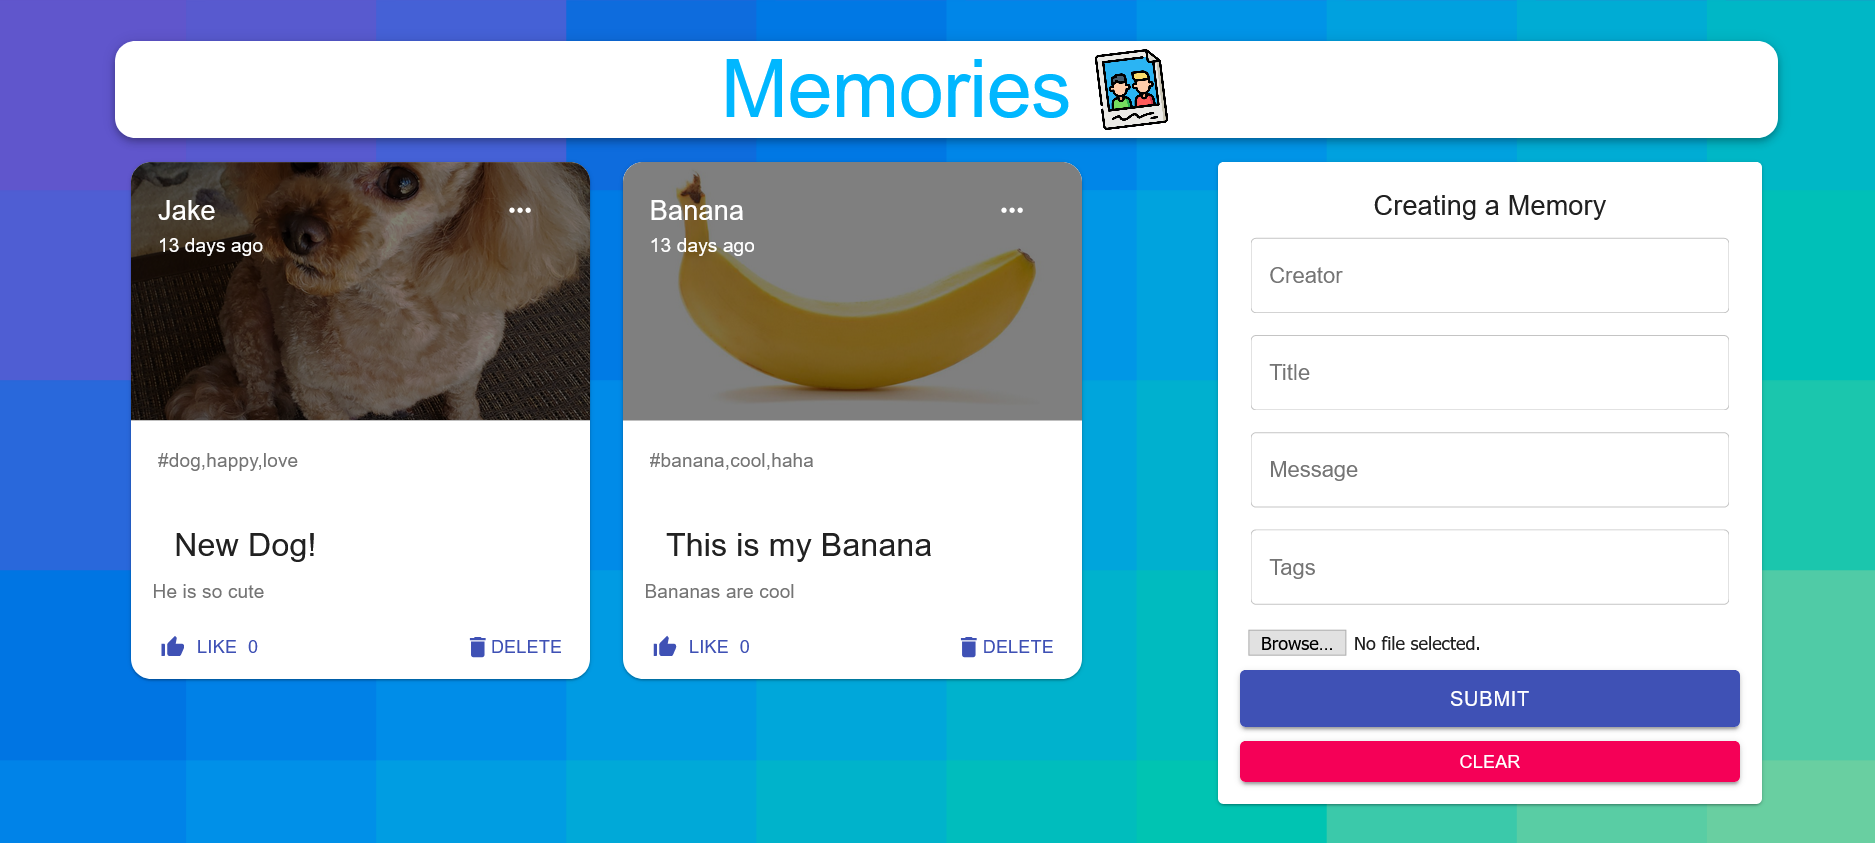 Memories
Jake
13 days ago
#dog,happy,love
New Dog!
He is so cute
LIKE 0
DELETE
Banana
13 days ago
#banana,cool,haha
This is my Banana
Bananas are cool
LIKE 0
DELETE
Creating a Memory
Creator
Title
Message
Tags
Browse... No file selected.
SUBMIT
CLEAR